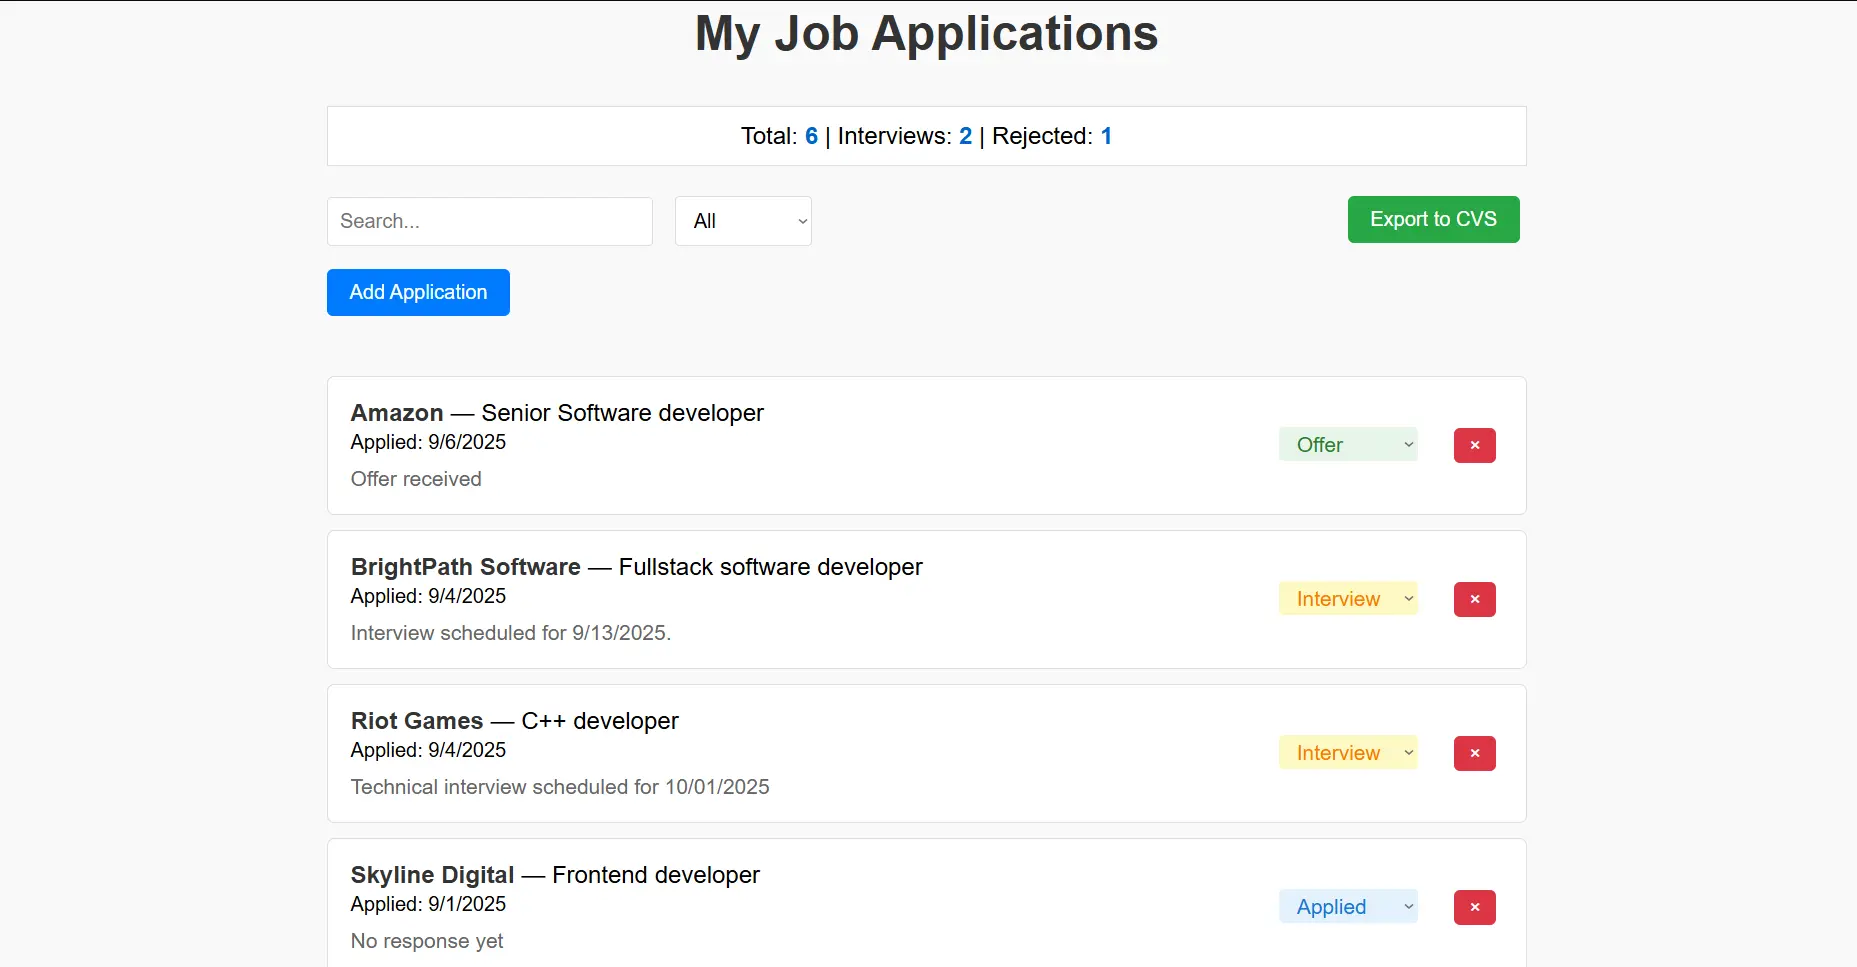 My Job Applications
Total: 6 | Interviews: 2 | Rejected: 1
Search...
All
Export to CVS
Add Application
Amazon — Senior Software developer
Applied: 9/6/2025
Offer received
Offer
×
BrightPath Software — Fullstack software developer
Applied: 9/4/2025
Interview scheduled for 9/13/2025.
Interview
×
Riot Games — C++ developer
Applied: 9/4/2025
Technical interview scheduled for 10/01/2025
Interview
×
Skyline Digital — Frontend developer
Applied: 9/1/2025
No response yet
Applied
×